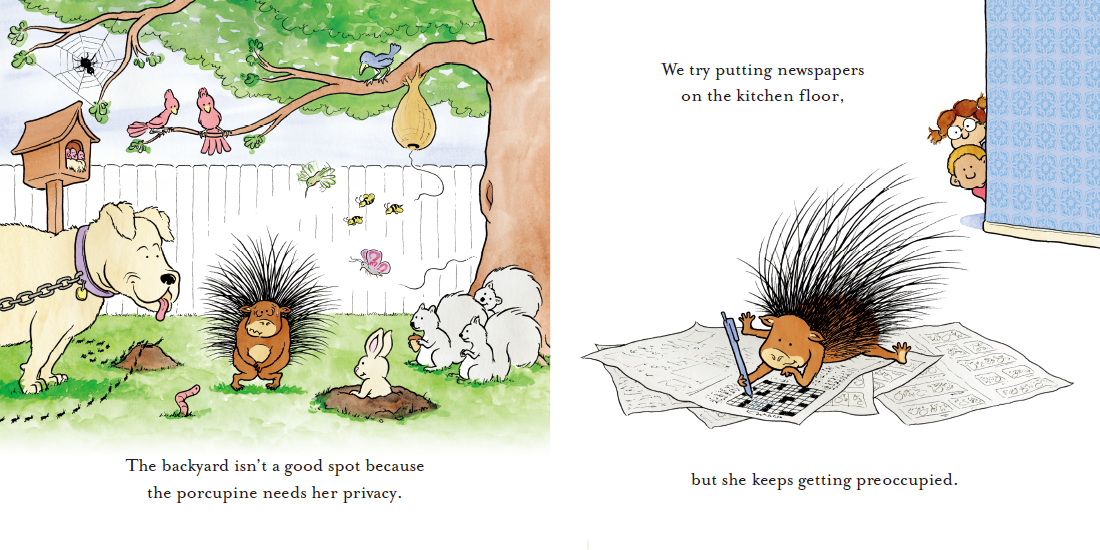 The backyard isn't a good spot because
the porcupine needs her privacy.
We try putting newspapers
on the kitchen floor,
but she keeps getting preoccupied.